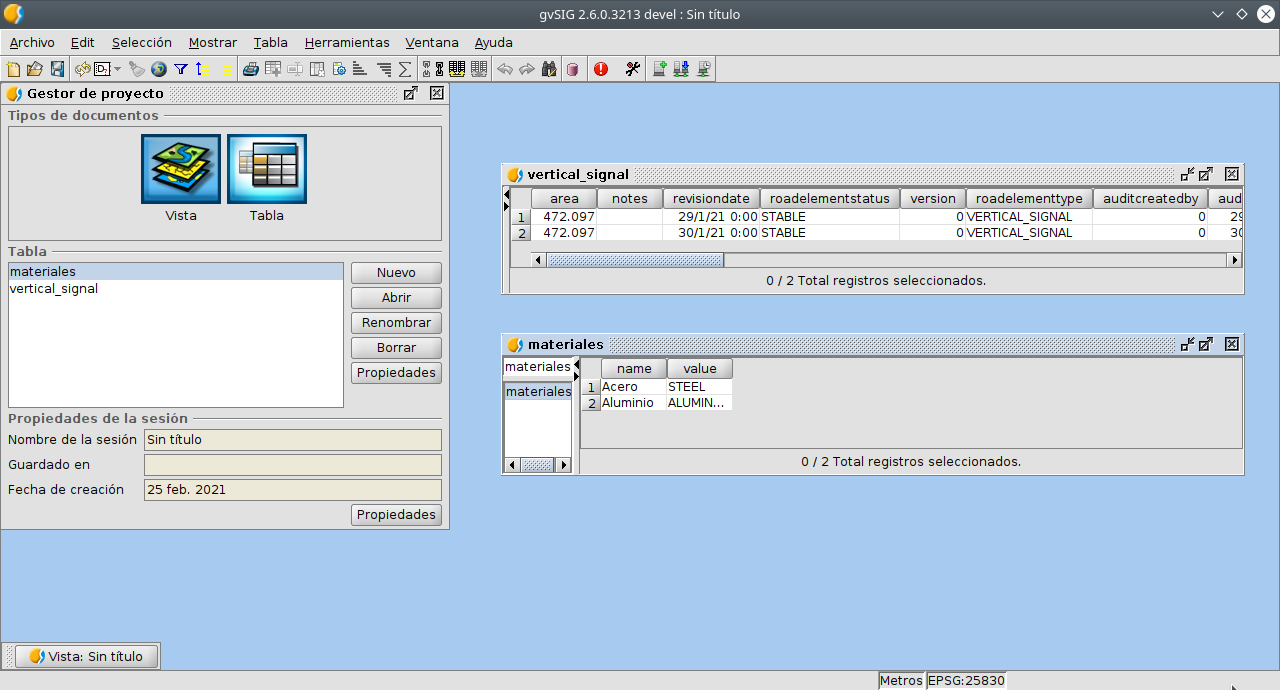 gvSIG 2.6.0.3213 devel : Sin título
Archivo Edit Selección Mostrar Tabla Herramientas Ventana Ayuda
Gestor de proyecto
Tipos de documentos
Vista Tabla
Tabla
materiales
vertical_signal
Nuevo
Abrir
Renombrar
Borrar
Propiedades
Propiedades de la sesión
Nombre de la sesión Sin título
Guardado en
Fecha de creación 25 feb. 2021
Propiedades
vertical_signal
area notes revisiondate roadelementstatus version roadelementtype auditcreatedby aud
1 472.097 29/1/21 0:00 STABLE 0 VERTICAL_SIGNAL 0 29
2 472.097 30/1/21 0:00 STABLE 0 VERTICAL_SIGNAL 0 30
0 / 2 Total registros seleccionados.
materiales
materiales
materiales
name value
1 Acero STEEL
2 Aluminio ALUMIN...
0 / 2 Total registros seleccionados.
Vista: Sin título
Metros EPSG:25830